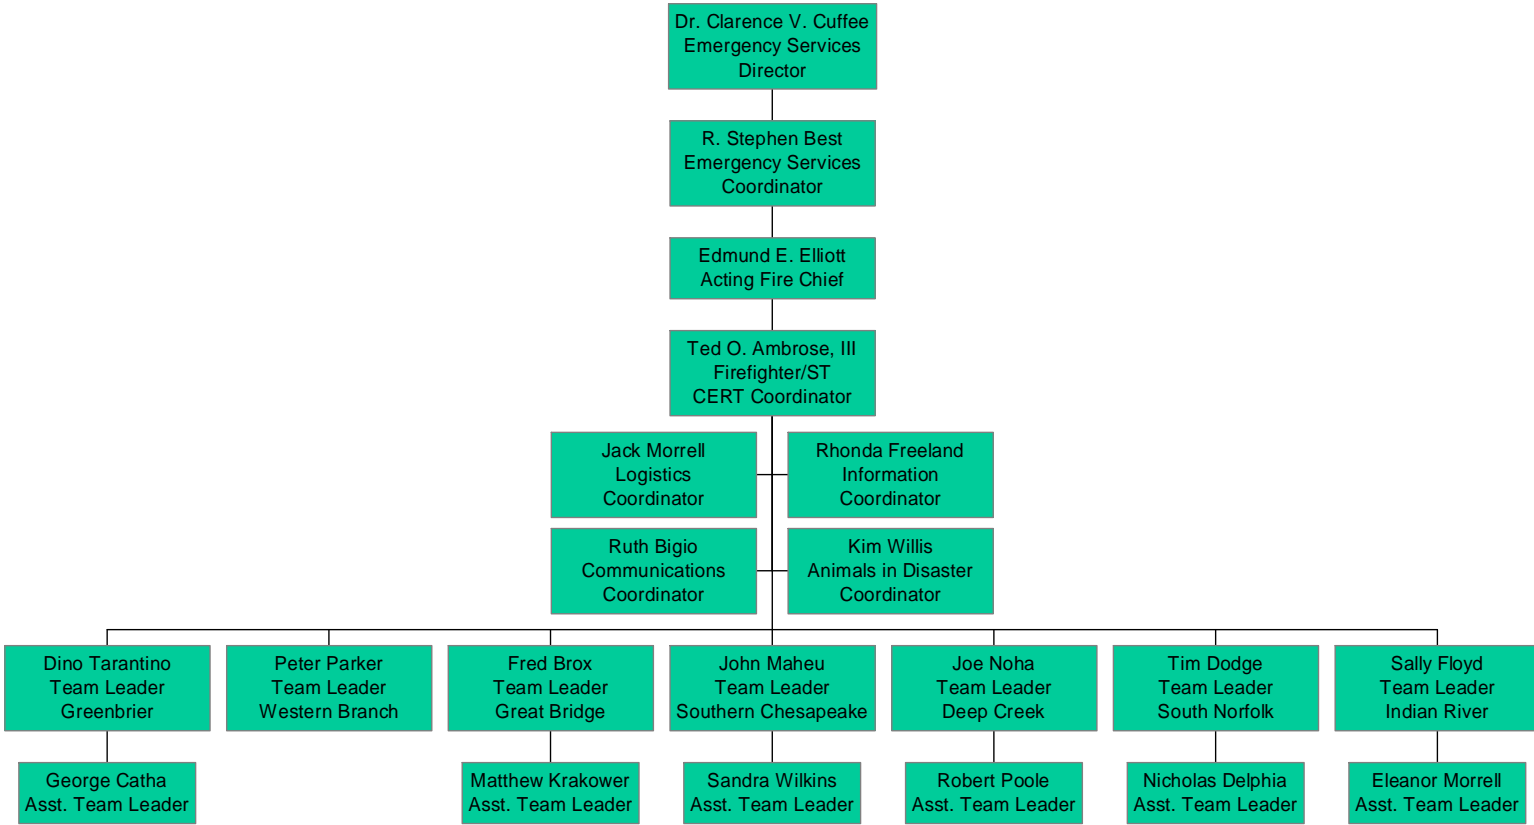 Dr. Clarence V. Cuffee
Emergency Services
Director
R. Stephen Best
Emergency Services
Coordinator
Edmund E. Elliott
Acting Fire Chief
Ted O. Ambrose, III
Firefighter/ST
CERT Coordinator
Jack Morrell
Logistics
Coordinator
Rhonda Freeland
Information
Coordinator
Ruth Bigio
Communications
Coordinator
Kim Willis
Animals in Disaster
Coordinator
Dino Tarantino
Team Leader
Greenbrier
Peter Parker
Team Leader
Western Branch
Fred Brox
Team Leader
Great Bridge
John Maheu
Team Leader
Southern Chesapeake
Joe Noha
Team Leader
Deep Creek
Tim Dodge
Team Leader
South Norfolk
Sally Floyd
Team Leader
Indian River
George Catha
Asst. Team Leader
Matthew Krakower
Asst. Team Leader
Sandra Wilkins
Asst. Team Leader
Robert Poole
Asst. Team Leader
Nicholas Delphia
Asst. Team Leader
Eleanor Morrell
Asst. Team Leader